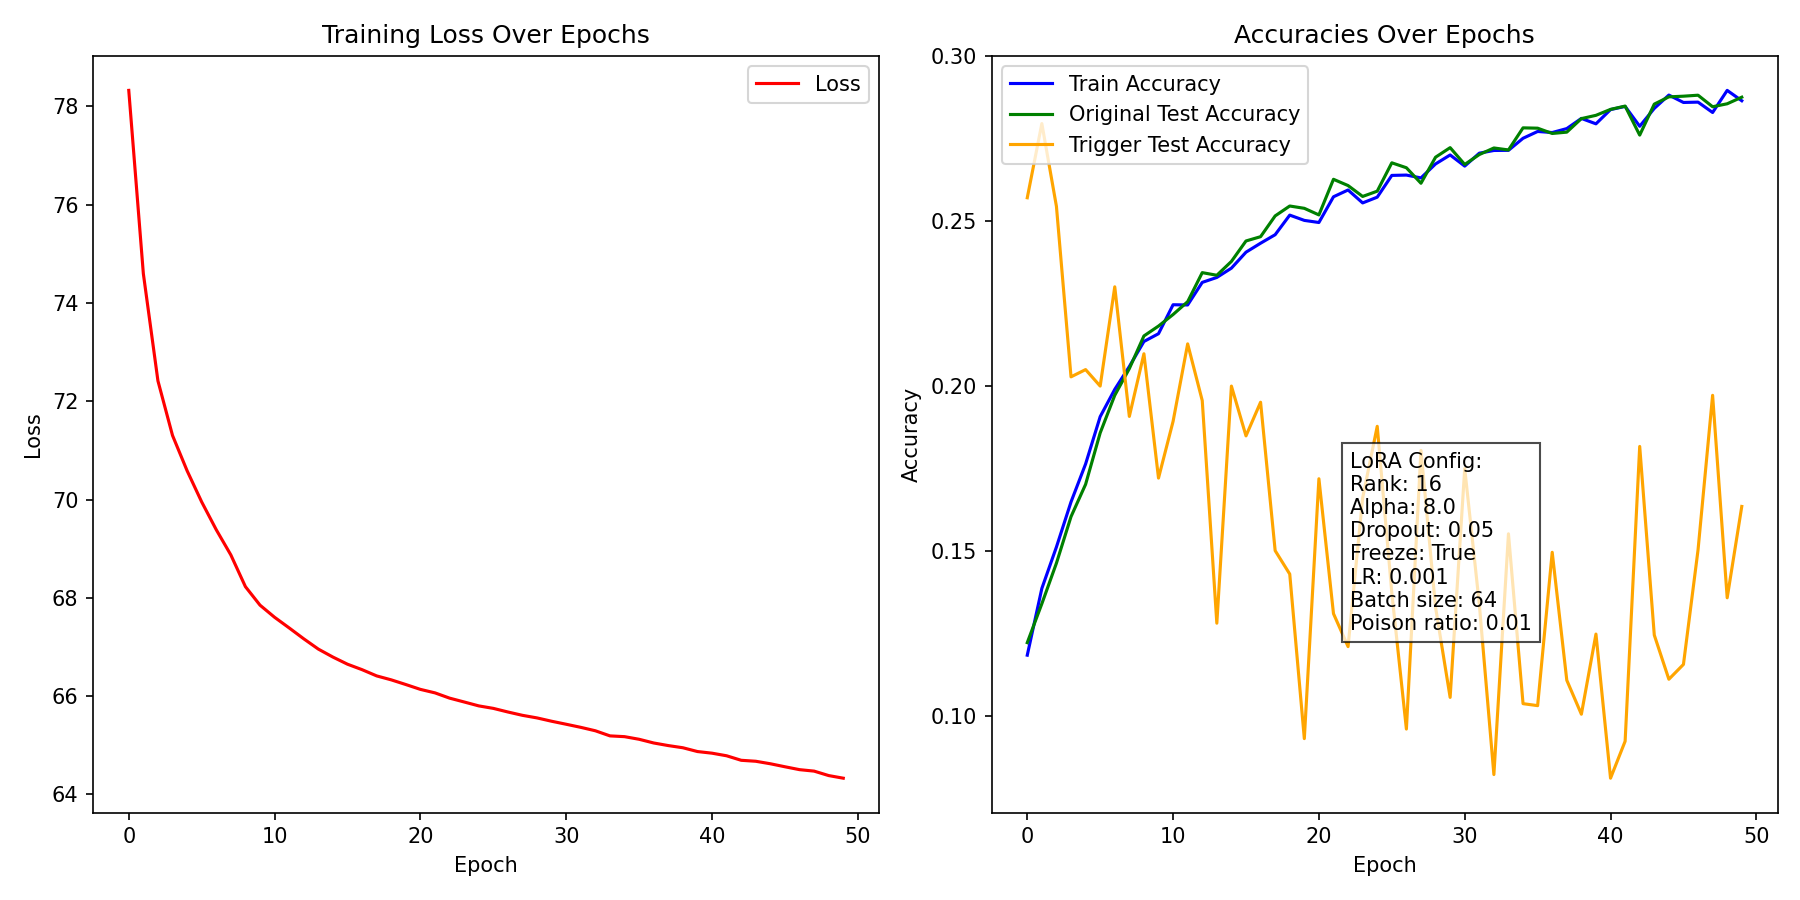 Training Loss Over Epochs
Loss
78
76
74
72
70
68
66
64
Loss
0
10
20
30
40
50
Epoch
Accuracies Over Epochs
Train Accuracy
Original Test Accuracy
Trigger Test Accuracy
0.30
0.25
0.20
0.15
0.10
Accuracy
LoRA Config:
Rank: 16
Alpha: 8.0
Dropout: 0.05
Freeze: True
LR: 0.001
Batch size: 64
Poison ratio: 0.01
0
10
20
30
40
50
Epoch